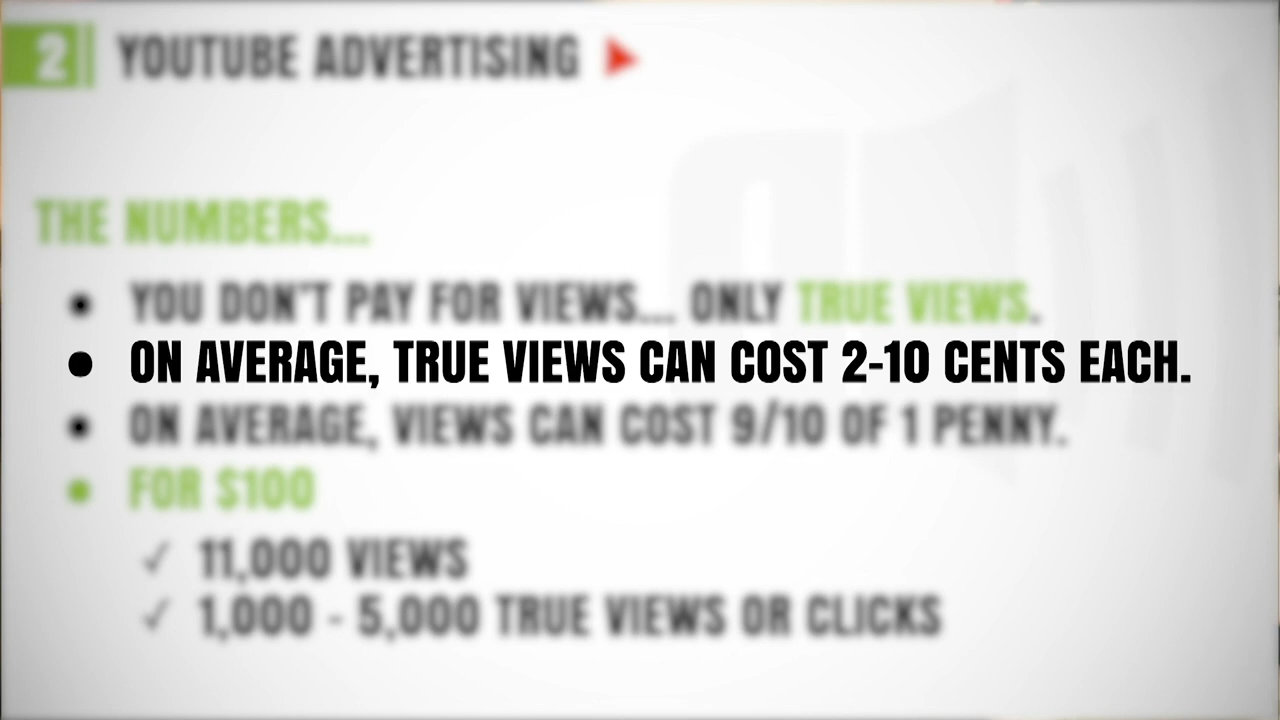 2 YOUTUBE ADVERTISING
THE NUMBERS...
• YOU DON'T PAY FOR VIEWS... ONLY TRUE VIEWS.
• ON AVERAGE, TRUE VIEWS CAN COST 2-10 CENTS EACH.
• ON AVERAGE, VIEWS CAN COST 9/10 OF 1 PENNY.
• FOR $100
✓ 11,000 VIEWS
✓ 1,000 - 5,000 TRUE VIEWS OR CLICKS